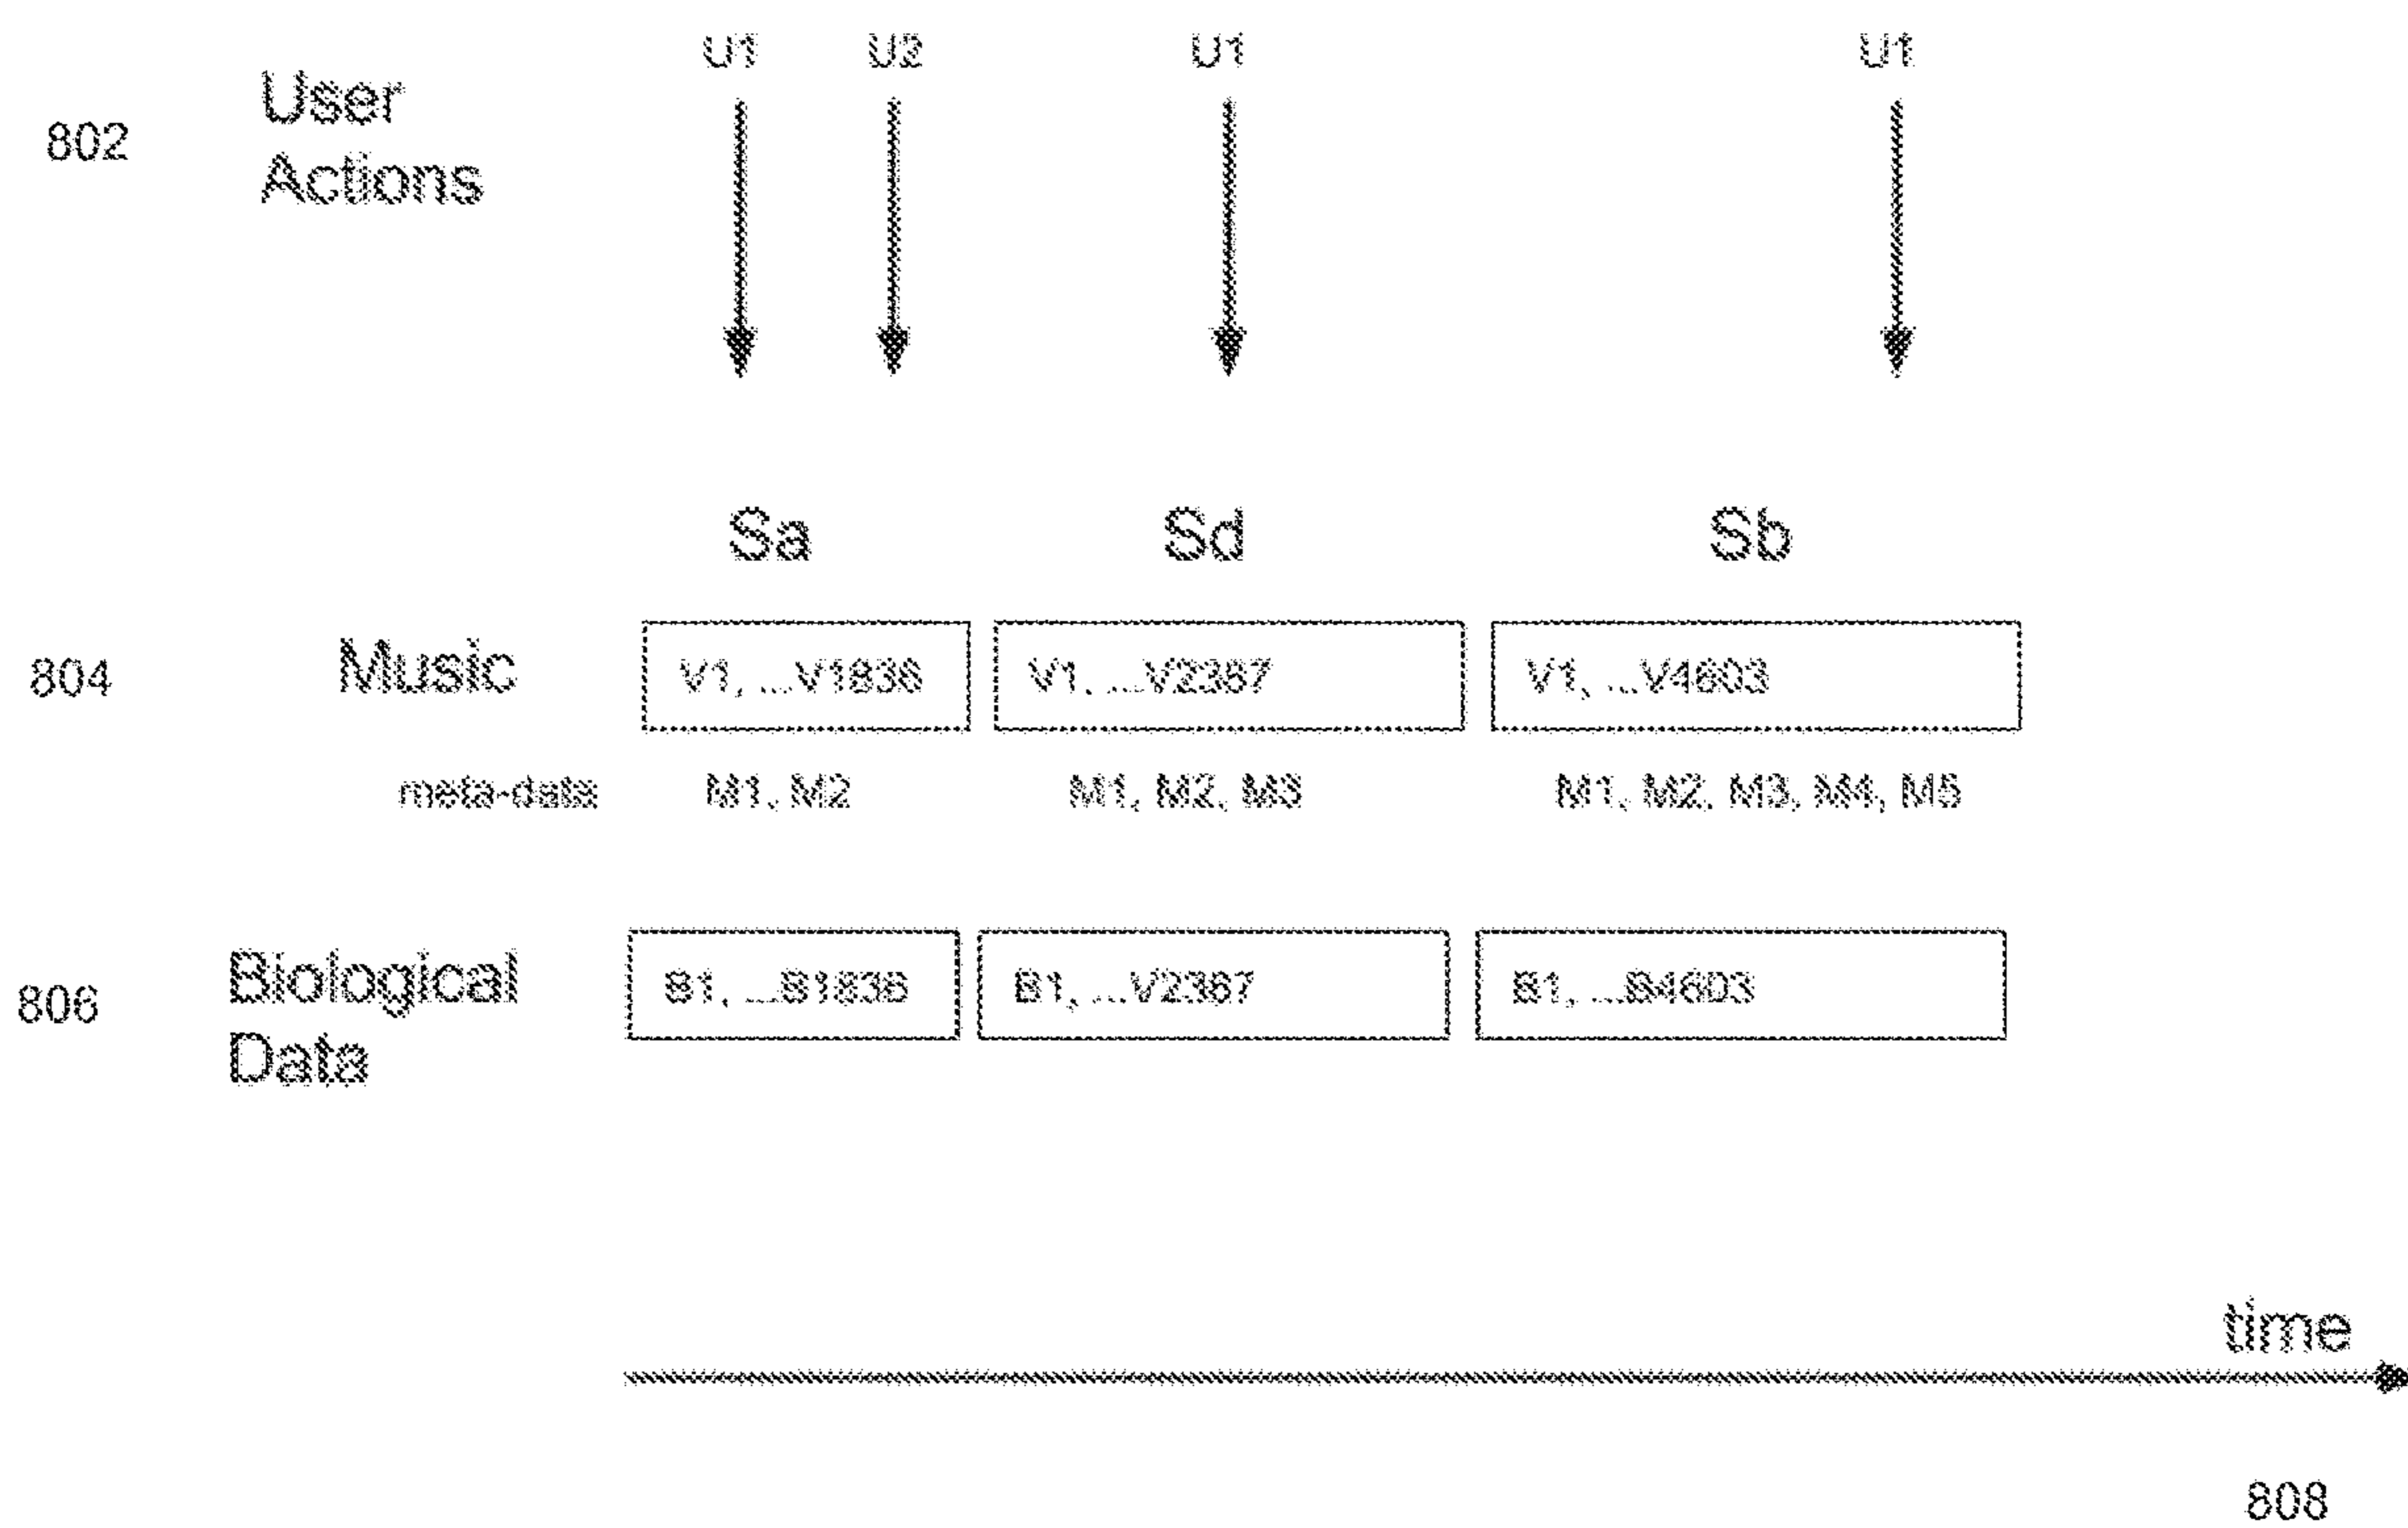 U1 U2 U1 U1
802 User
Actions
Sa Sd Sb
804 Music V1, ...V1836 V1, ...V2367 V1, ...V4603
meta-data M1, M2 M1, M2, M3 M1, M2, M3, M4, M5
806 Biological
Data B1, ...B1836 B1, ...V2367 B1, ...B4603
time
808